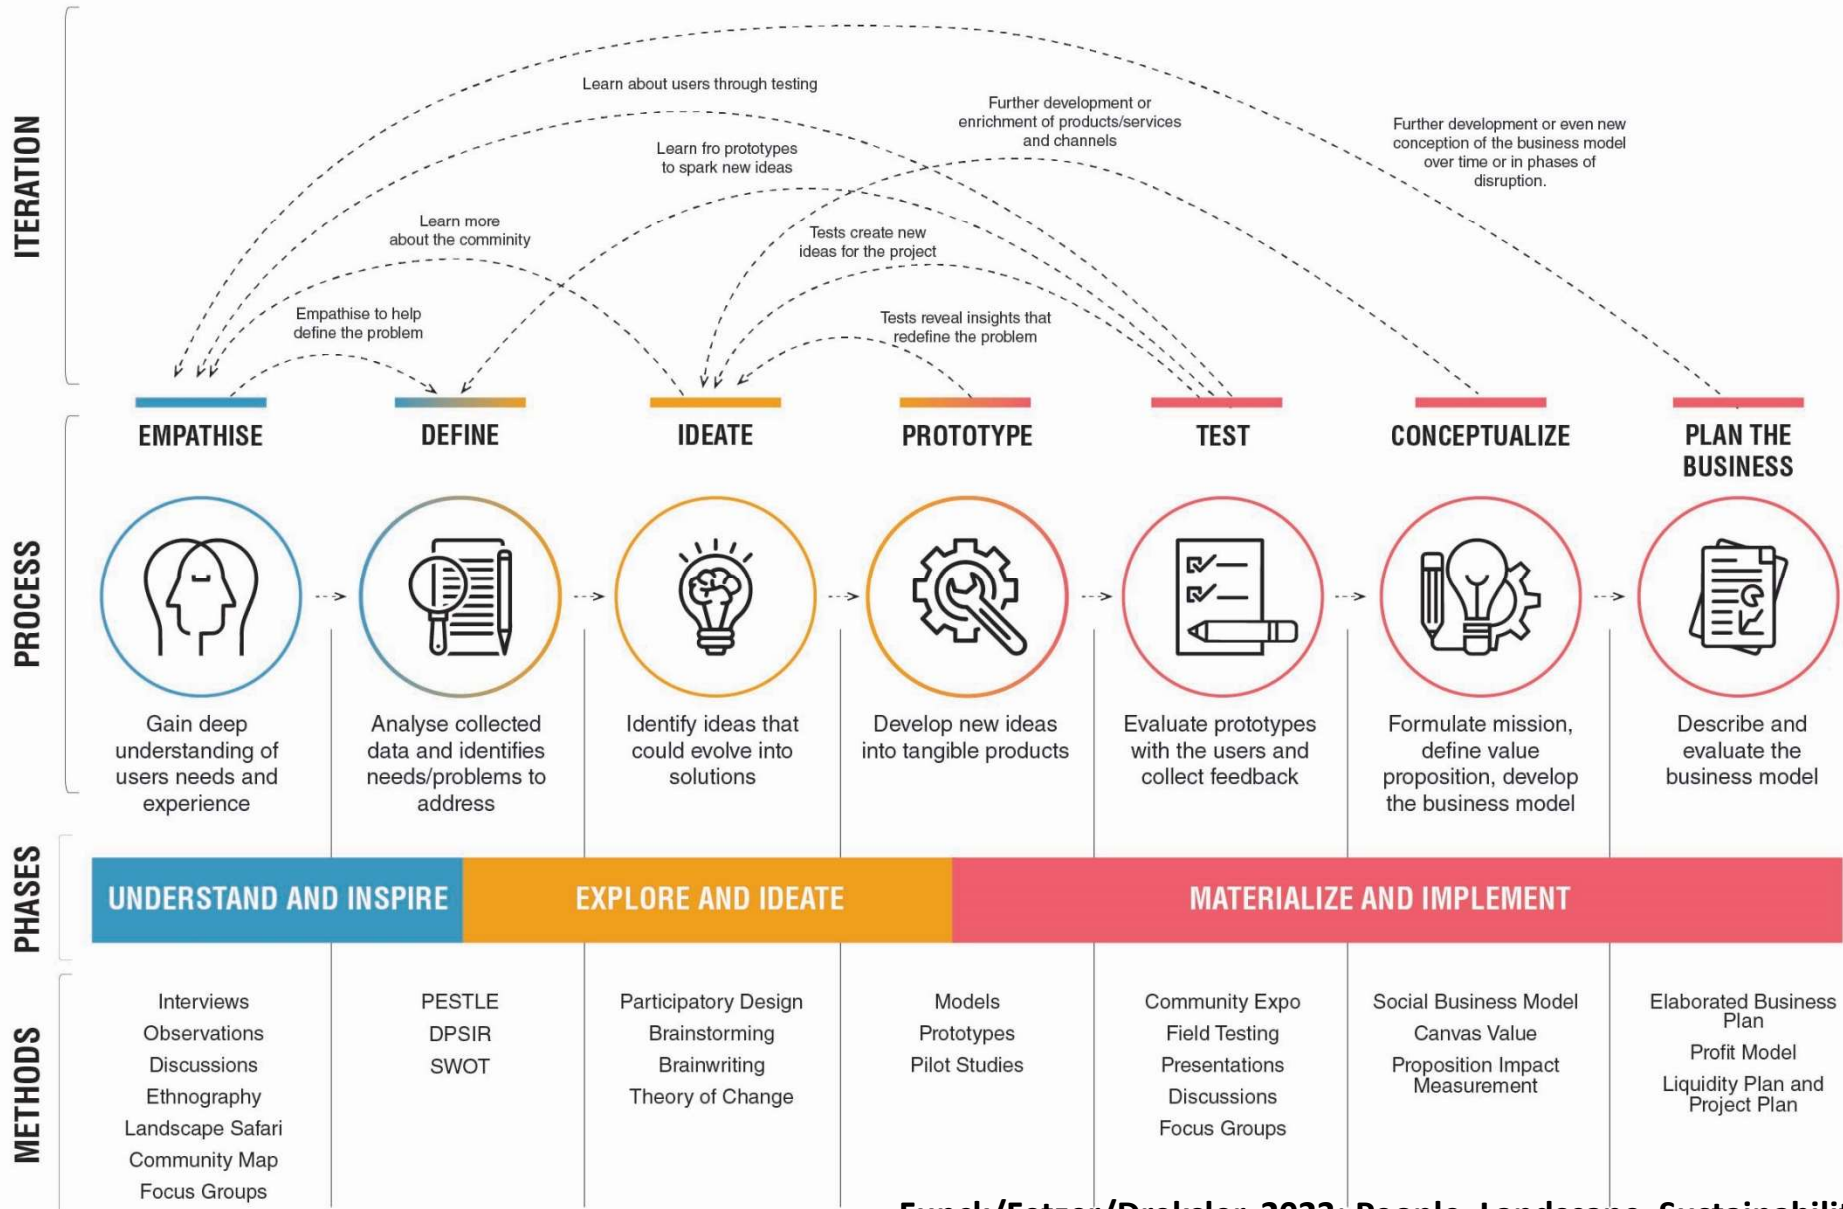 ITERATION
Learn about users through testing
Further development or
enrichment of products/services
and channels
Further development or even new
conception of the business model
over time or in phases of
disruption.
Learn fro prototypes
to spark new ideas
Learn more
about the comminity
Tests create new
ideas for the project
Empathise to help
define the problem
Tests reveal insights that
redefine the problem
PROCESS
EMPATHISE
DEFINE
IDEATE
PROTOTYPE
TEST
CONCEPTUALIZE
PLAN THE
BUSINESS
Gain deep
understanding of
users needs and
experience
Analyse collected
data and identifies
needs/problems to
address
Identify ideas that
could evolve into
solutions
Develop new ideas
into tangible products
Evaluate prototypes
with the users and
collect feedback
Formulate mission,
define value
proposition, develop
the business model
Describe and
evaluate the
business model
PHASES
UNDERSTAND AND INSPIRE
EXPLORE AND IDEATE
MATERIALIZE AND IMPLEMENT
METHODS
Interviews
Observations
Discussions
Ethnography
Landscape Safari
Community Map
Focus Groups
PESTLE
DPSIR
SWOT
Participatory Design
Brainstorming
Brainwriting
Theory of Change
Models
Prototypes
Pilot Studies
Community Expo
Field Testing
Presentations
Discussions
Focus Groups
Social Business Model
Canvas Value
Proposition Impact
Measurement
Elaborated Business
Plan
Profit Model
Liquidity Plan and
Project Plan